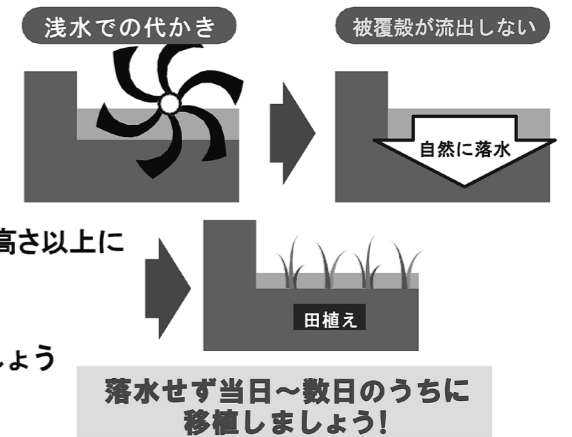 浅水での代かき
被覆殻が流出しない
自然に落水
高さ以上に
田植え
しょう
落水せず当日～数日のうちに
移植しましょう!